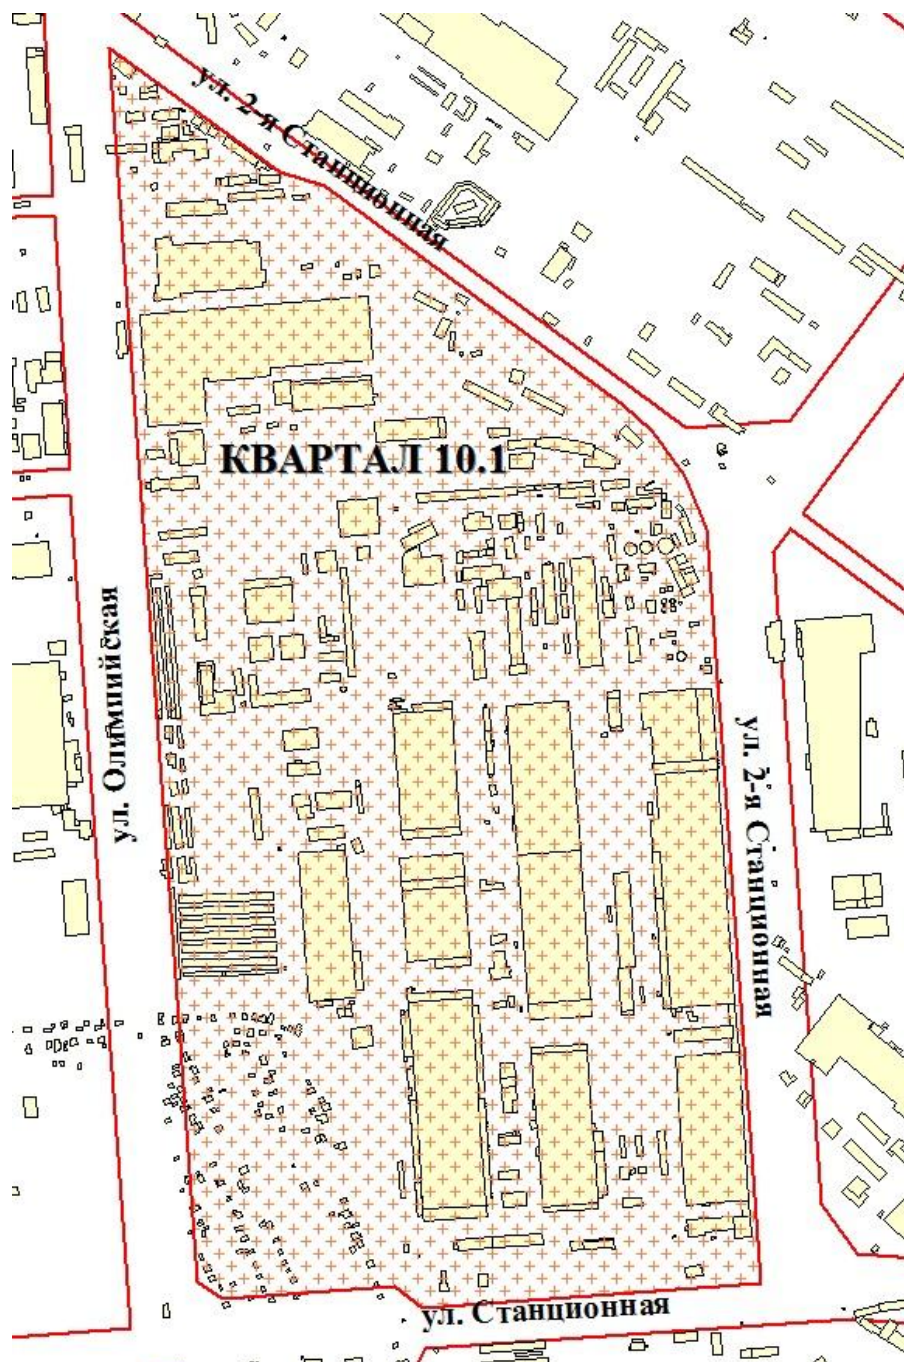 ул. 2-я Станционная
КВАРТАЛ 10.1
ул. Олимпийская
ул. 2-я Станционная
ул. Станционная